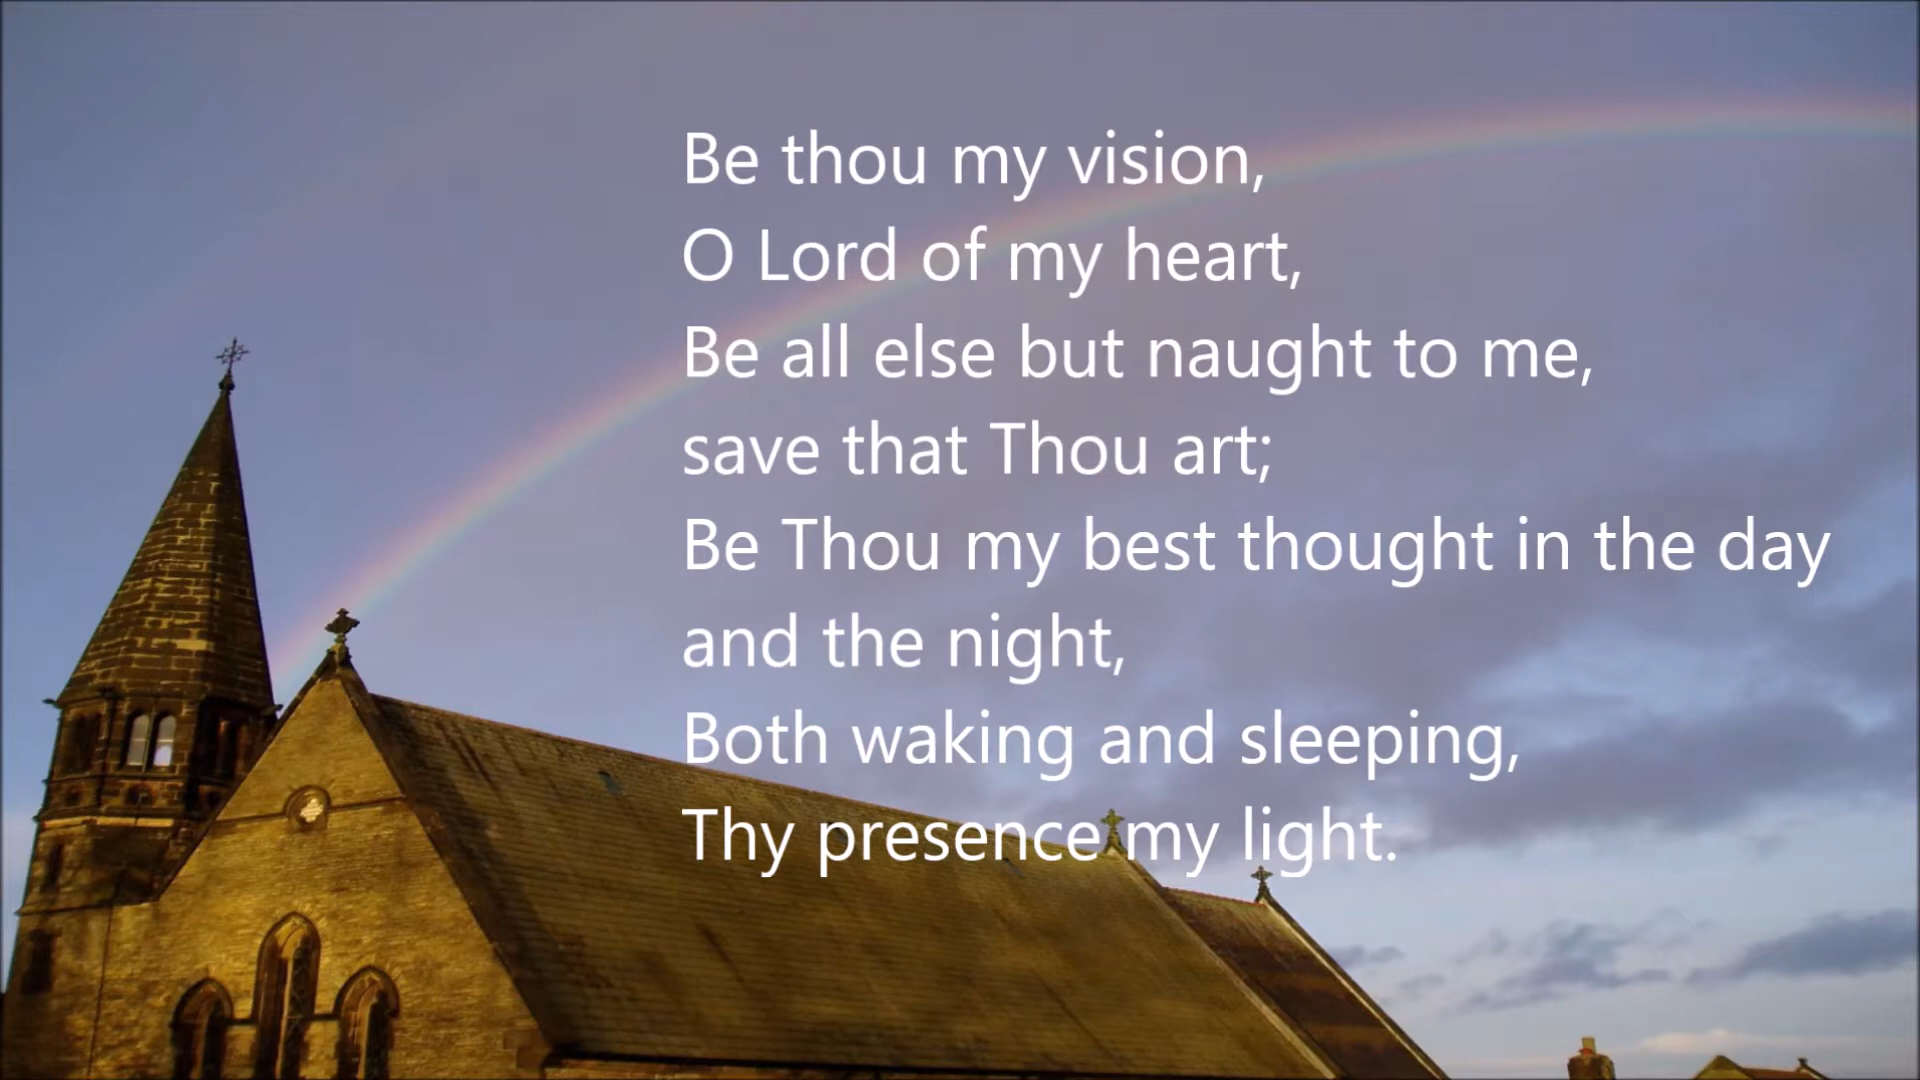 Be thou my vision,
O Lord of my heart,
Be all else but naught to me,
save that Thou art;
Be Thou my best thought in the day
and the night,
Both waking and sleeping,
Thy presence my light.